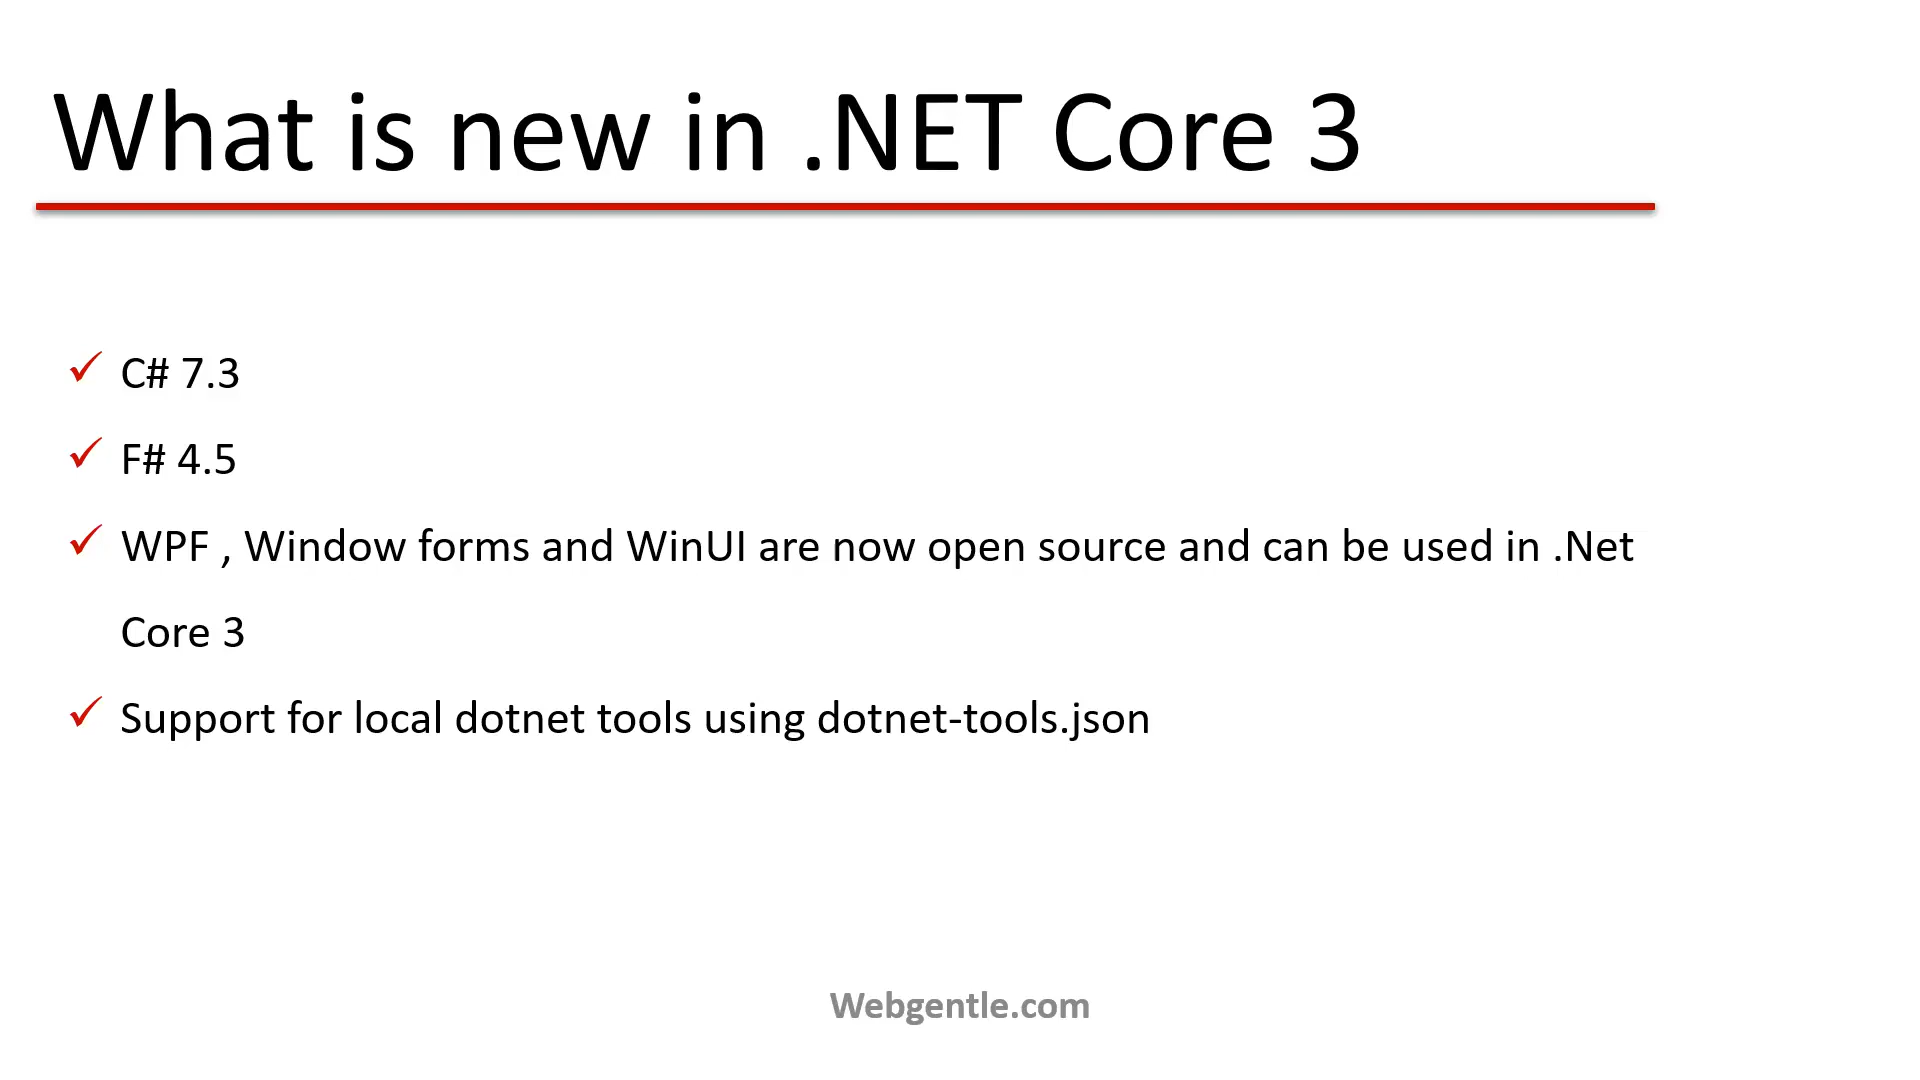 What is new in .NET Core 3
C# 7.3
F# 4.5
WPF , Window forms and WinUI are now open source and can be used in .Net
Core 3
Support for local dotnet tools using dotnet-tools.json
Webgentle.com